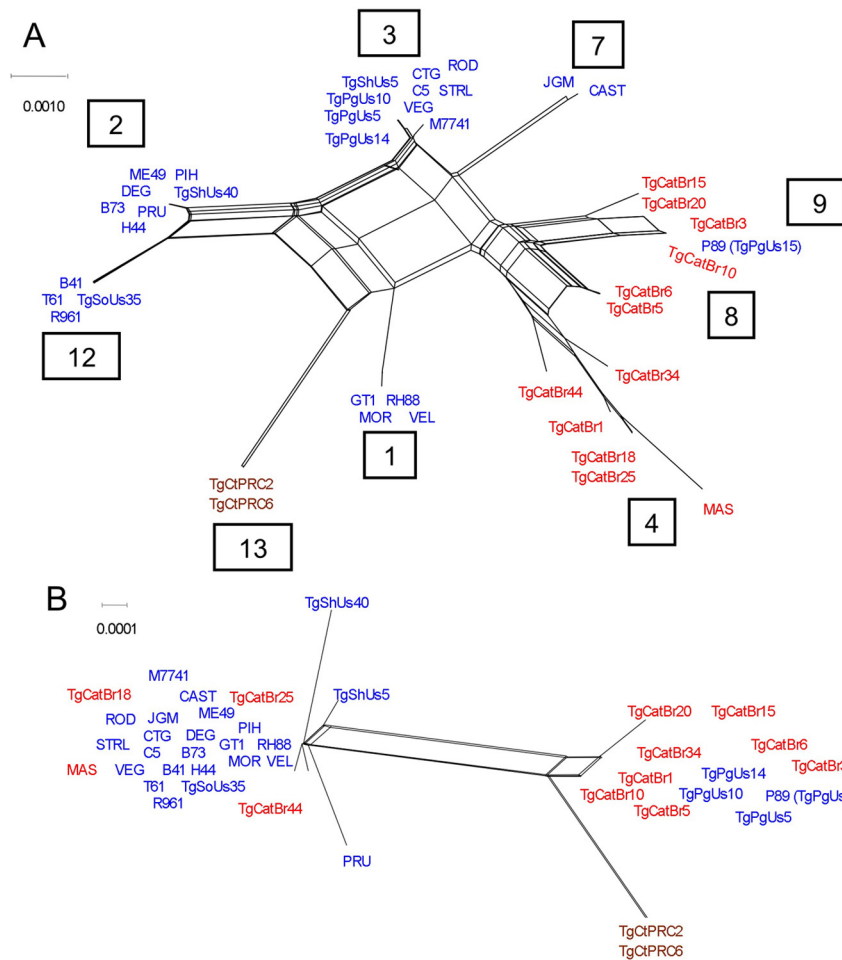 A
3
7
0.0010
2
CTG ROD
TgShUs5
C5 STRL
TgPgUs10
VEG
TgPgUs5
M7741
TgPgUs14
JGM
CAST
ME49 PIH
DEG TgShUs40
B73 PRU
H44
TgCatBr15
TgCatBr20
9
TgCatBr3
P89 (TgPgUs15)
TgCatBr10
B41
T61 TgSoUs35
R961
12
TgCatBr6
TgCatBr5
8
TgCatBr34
TgCatBr44
GT1 RH88
MOR VEL
1
TgCatBr1
TgCatBr18
TgCatBr25
TgCtPRC2
TgCtPRC6
13
4
MAS
B
0.0001
TgShUs40
M7741
TgCatBr18 CAST TgCatBr25
TgShUs5
ROD JGM ME49
CTG DEG PIH
STRL GT1 RH88
C5 B73
MOR VEL
MAS VEG B41 H44
T61 TgSoUs35
R961
TgCatBr44
PRU
TgCatBr20 TgCatBr15
TgCatBr34 TgCatBr6
TgCatBr1 TgPgUs14 TgCatBr3
TgCatBr10 TgPgUs10 P89 (TgPgUs
TgCatBr5 TgPgUs5
TgCtPRC2
TgCtPRC6